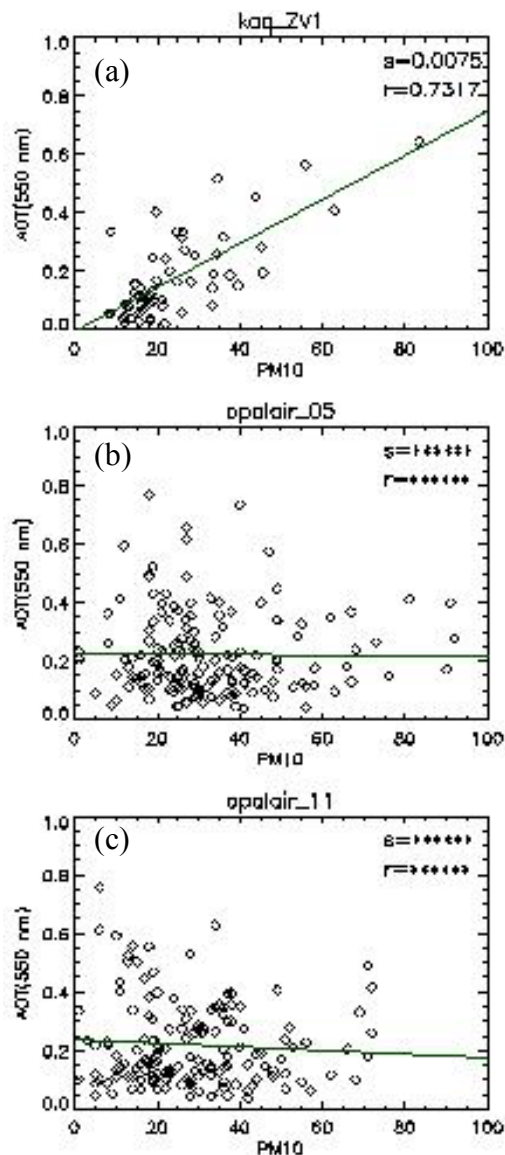 kaq_ZV1
1.0
(a)
s=0.0075
r=0.7317
0.8
0.6
0.4
0.2
0.0
AOT(550 nm)
0 20 40 60 80 100
PM10
opalair_05
1.0
(b)
s=******
r=******
0.8
0.6
0.4
0.2
0.0
AOT(550 nm)
0 20 40 60 80 100
PM10
opalair_11
1.0
(c)
s=******
r=******
0.8
0.6
0.4
0.2
0.0
AOT(550 nm)
0 20 40 60 80 100
PM10